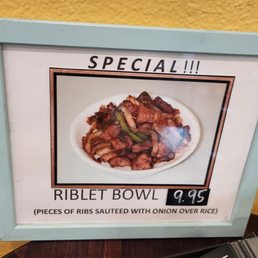 SPECIAL!!!
RIBLET BOWL 9.95
(PIECES OF RIBS SAUTEED WITH ONION OVER RICE)